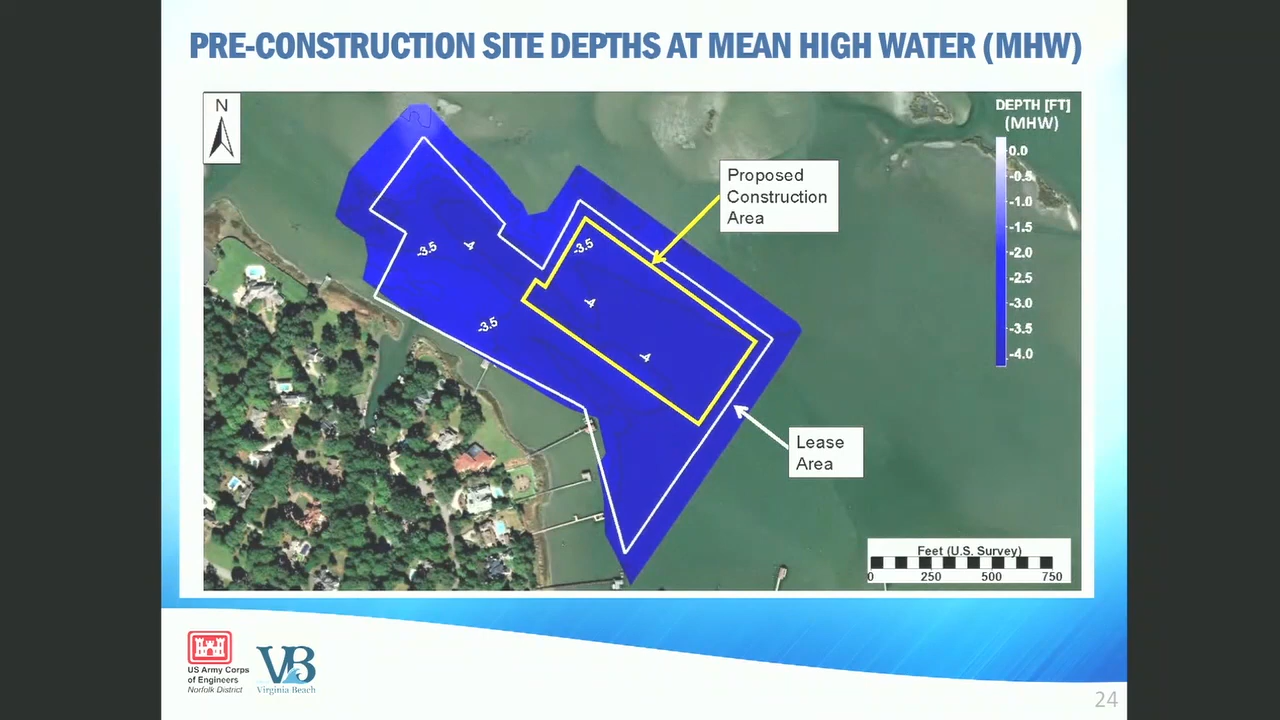 PRE-CONSTRUCTION SITE DEPTHS AT MEAN HIGH WATER (MHW)
N
DEPTH [FT]
(MHW)
0.0
-0.5
-1.0
-1.5
-2.0
-2.5
-3.0
-3.5
-4.0
Proposed
Construction
Area
-3.5
-4
-3.5
-3.5
-4
-4
Lease
Area
Feet (U.S. Survey)
0 250 500 750
US Army Corps
of Engineers
Norfolk District
VB
Virginia Beach
24